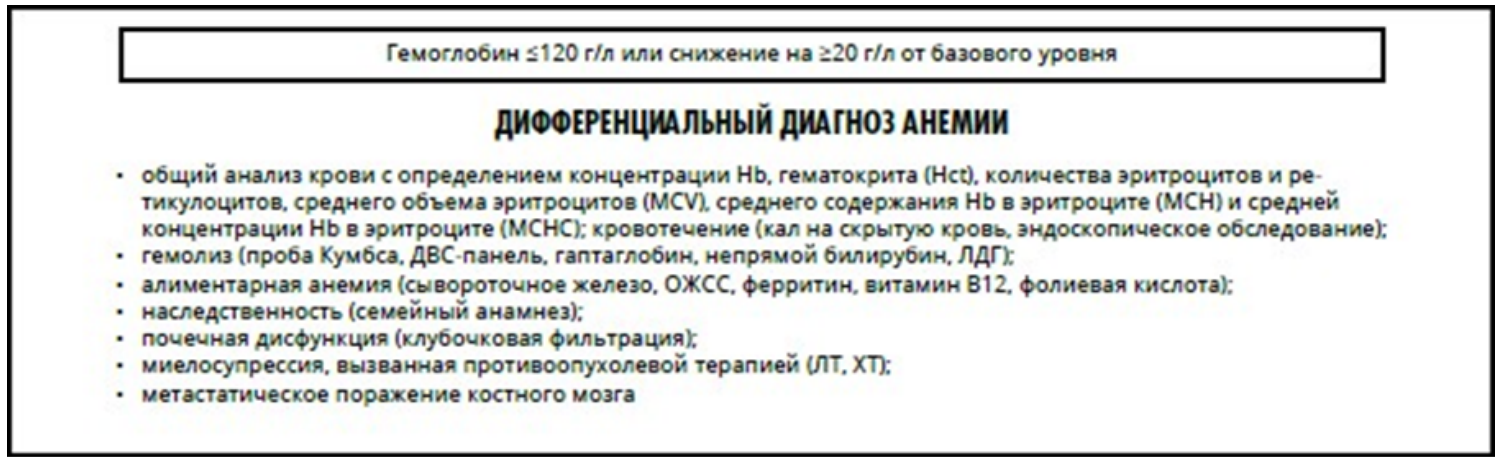 Гемоглобин ≤120 г/л или снижение на ≥20 г/л от базового уровня
ДИФФЕРЕНЦИАЛЬНЫЙ ДИАГНОЗ АНЕМИИ
• общий анализ крови с определением концентрации Hb, гематокрита (Hct), количества эритроцитов и ре-
тикулоцитов, среднего объема эритроцитов (MCV), среднего содержания Hb в эритроците (MCH) и средней
концентрации Hb в эритроците (MCHC); кровотечение (кал на скрытую кровь, эндоскопическое обследование);
• гемолиз (проба Кумбса, ДВС-панель, гаптаглобин, непрямой билирубин, ЛДГ);
• алиментарная анемия (сывороточное железо, ОЖСС, ферритин, витамин B12, фолиевая кислота);
• наследственность (семейный анамнез);
• почечная дисфункция (клубочковая фильтрация);
• миелосупрессия, вызванная противоопухолевой терапией (ЛТ, ХТ);
• метастатическое поражение костного мозга